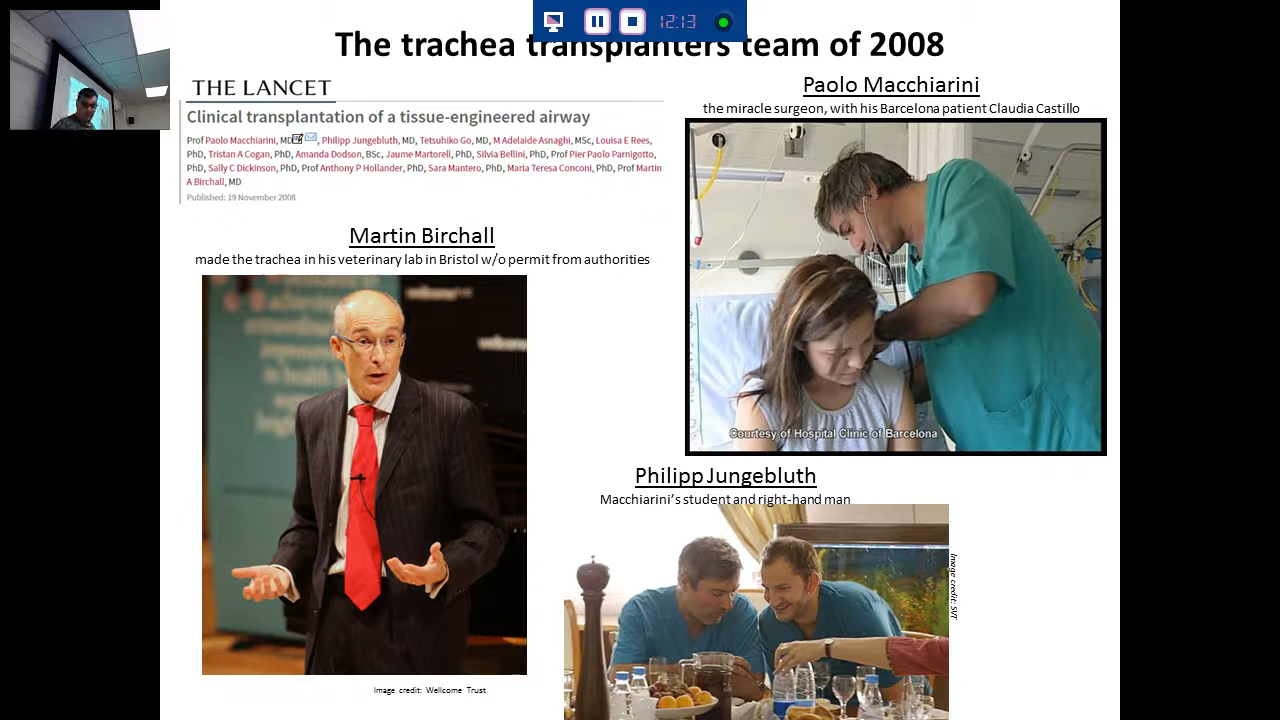 12:13
The trachea transplanters team of 2008
THE LANCET
Clinical transplantation of a tissue-engineered airway
Prof Paolo Macchiarini, MD, Philipp Jungebluth, MD, Tetsuhiko Go, MD, M Adelaide Asnaghi, MSc, Louisa E Rees,
PhD, Tristan A Cogan, PhD, Amanda Dodson, BSc, Jaume Martorell, PhD, Silvia Bellini, PhD, Prof Pier Paolo Parnigotto,
PhD, Sally C Dickinson, PhD, Prof Anthony P Hollander, PhD, Sara Mantero, PhD, Maria Teresa Conconi, PhD, Prof Martin
A Birchall, MD
Published: 19 November 2008
Paolo Macchiarini
the miracle surgeon, with his Barcelona patient Claudia Castillo
Courtesy of Hospital Clinic of Barcelona
Martin Birchall
made the trachea in his veterinary lab in Bristol w/o permit from authorities
Image credit: Wellcome Trust
Philipp Jungebluth
Macchiarini's student and right-hand man
Image credit: SVT